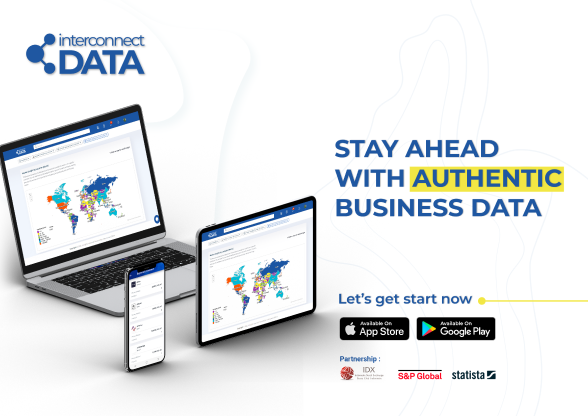 interconnect
DATA
STAY AHEAD
WITH AUTHENTIC
BUSINESS DATA
Let's get start now
Available On
App Store
Available On
Google Play
Partnership :
IDX
S&P Global
statista